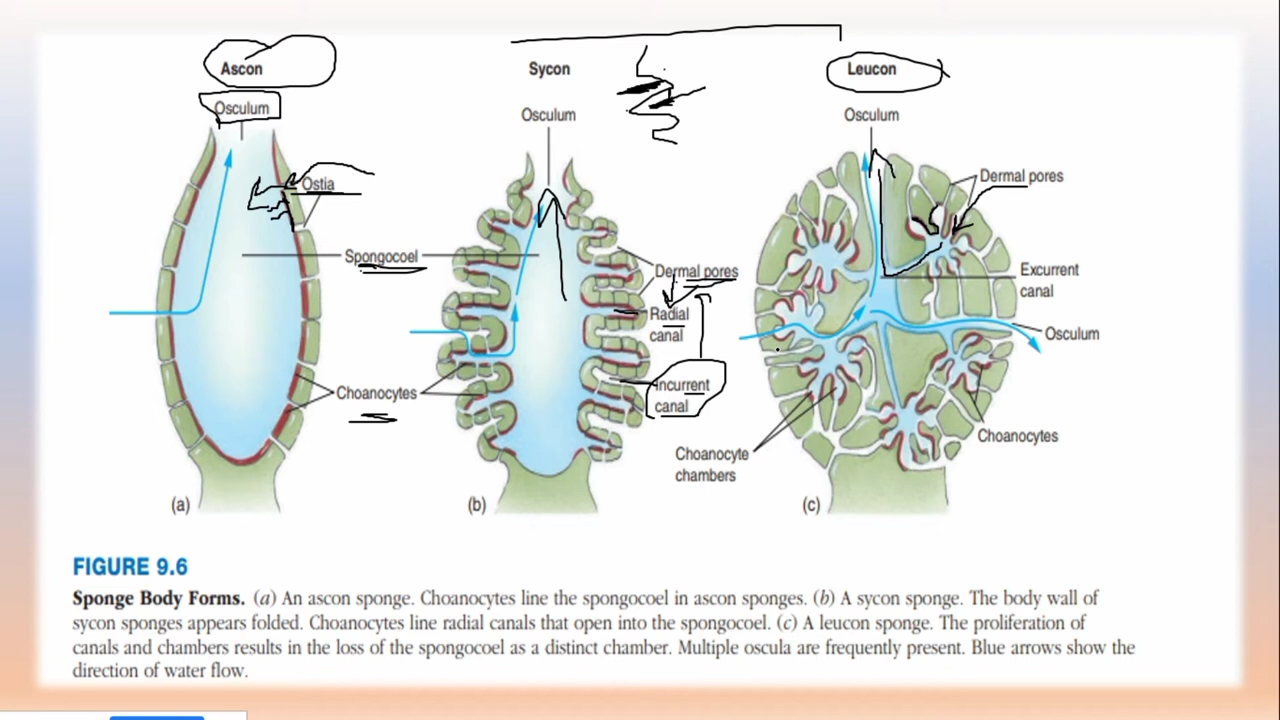 Ascon
Sycon
Leucon
Osculum
Osculum
Osculum
Ostia
Dermal pores
Spongocoel
Dermal pores
Excurrent
canal
Radial
canal
Osculum
Choanocytes
Incurrent
canal
Choanocytes
Choanocyte
chambers
(a)
(b)
(c)
FIGURE 9.6
Sponge Body Forms. (a) An ascon sponge. Choanocytes line the spongocoel in ascon sponges. (b) A sycon sponge. The body wall of
sycon sponges appears folded. Choanocytes line radial canals that open into the spongocoel. (c) A leucon sponge. The proliferation of
canals and chambers results in the loss of the spongocoel as a distinct chamber. Multiple oscula are frequently present. Blue arrows show the
direction of water flow.